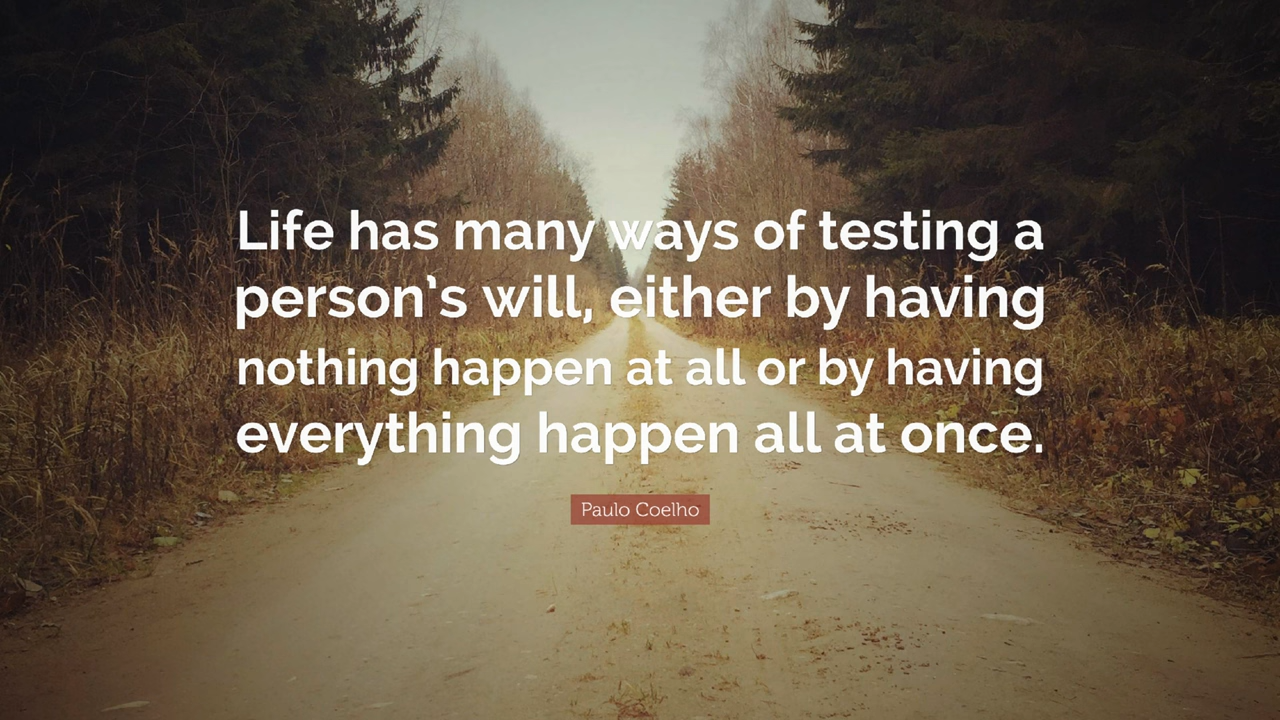 Life has many ways of testing a
person’s will, either by having
nothing happen at all or by having
everything happen all at once.
Paulo Coelho